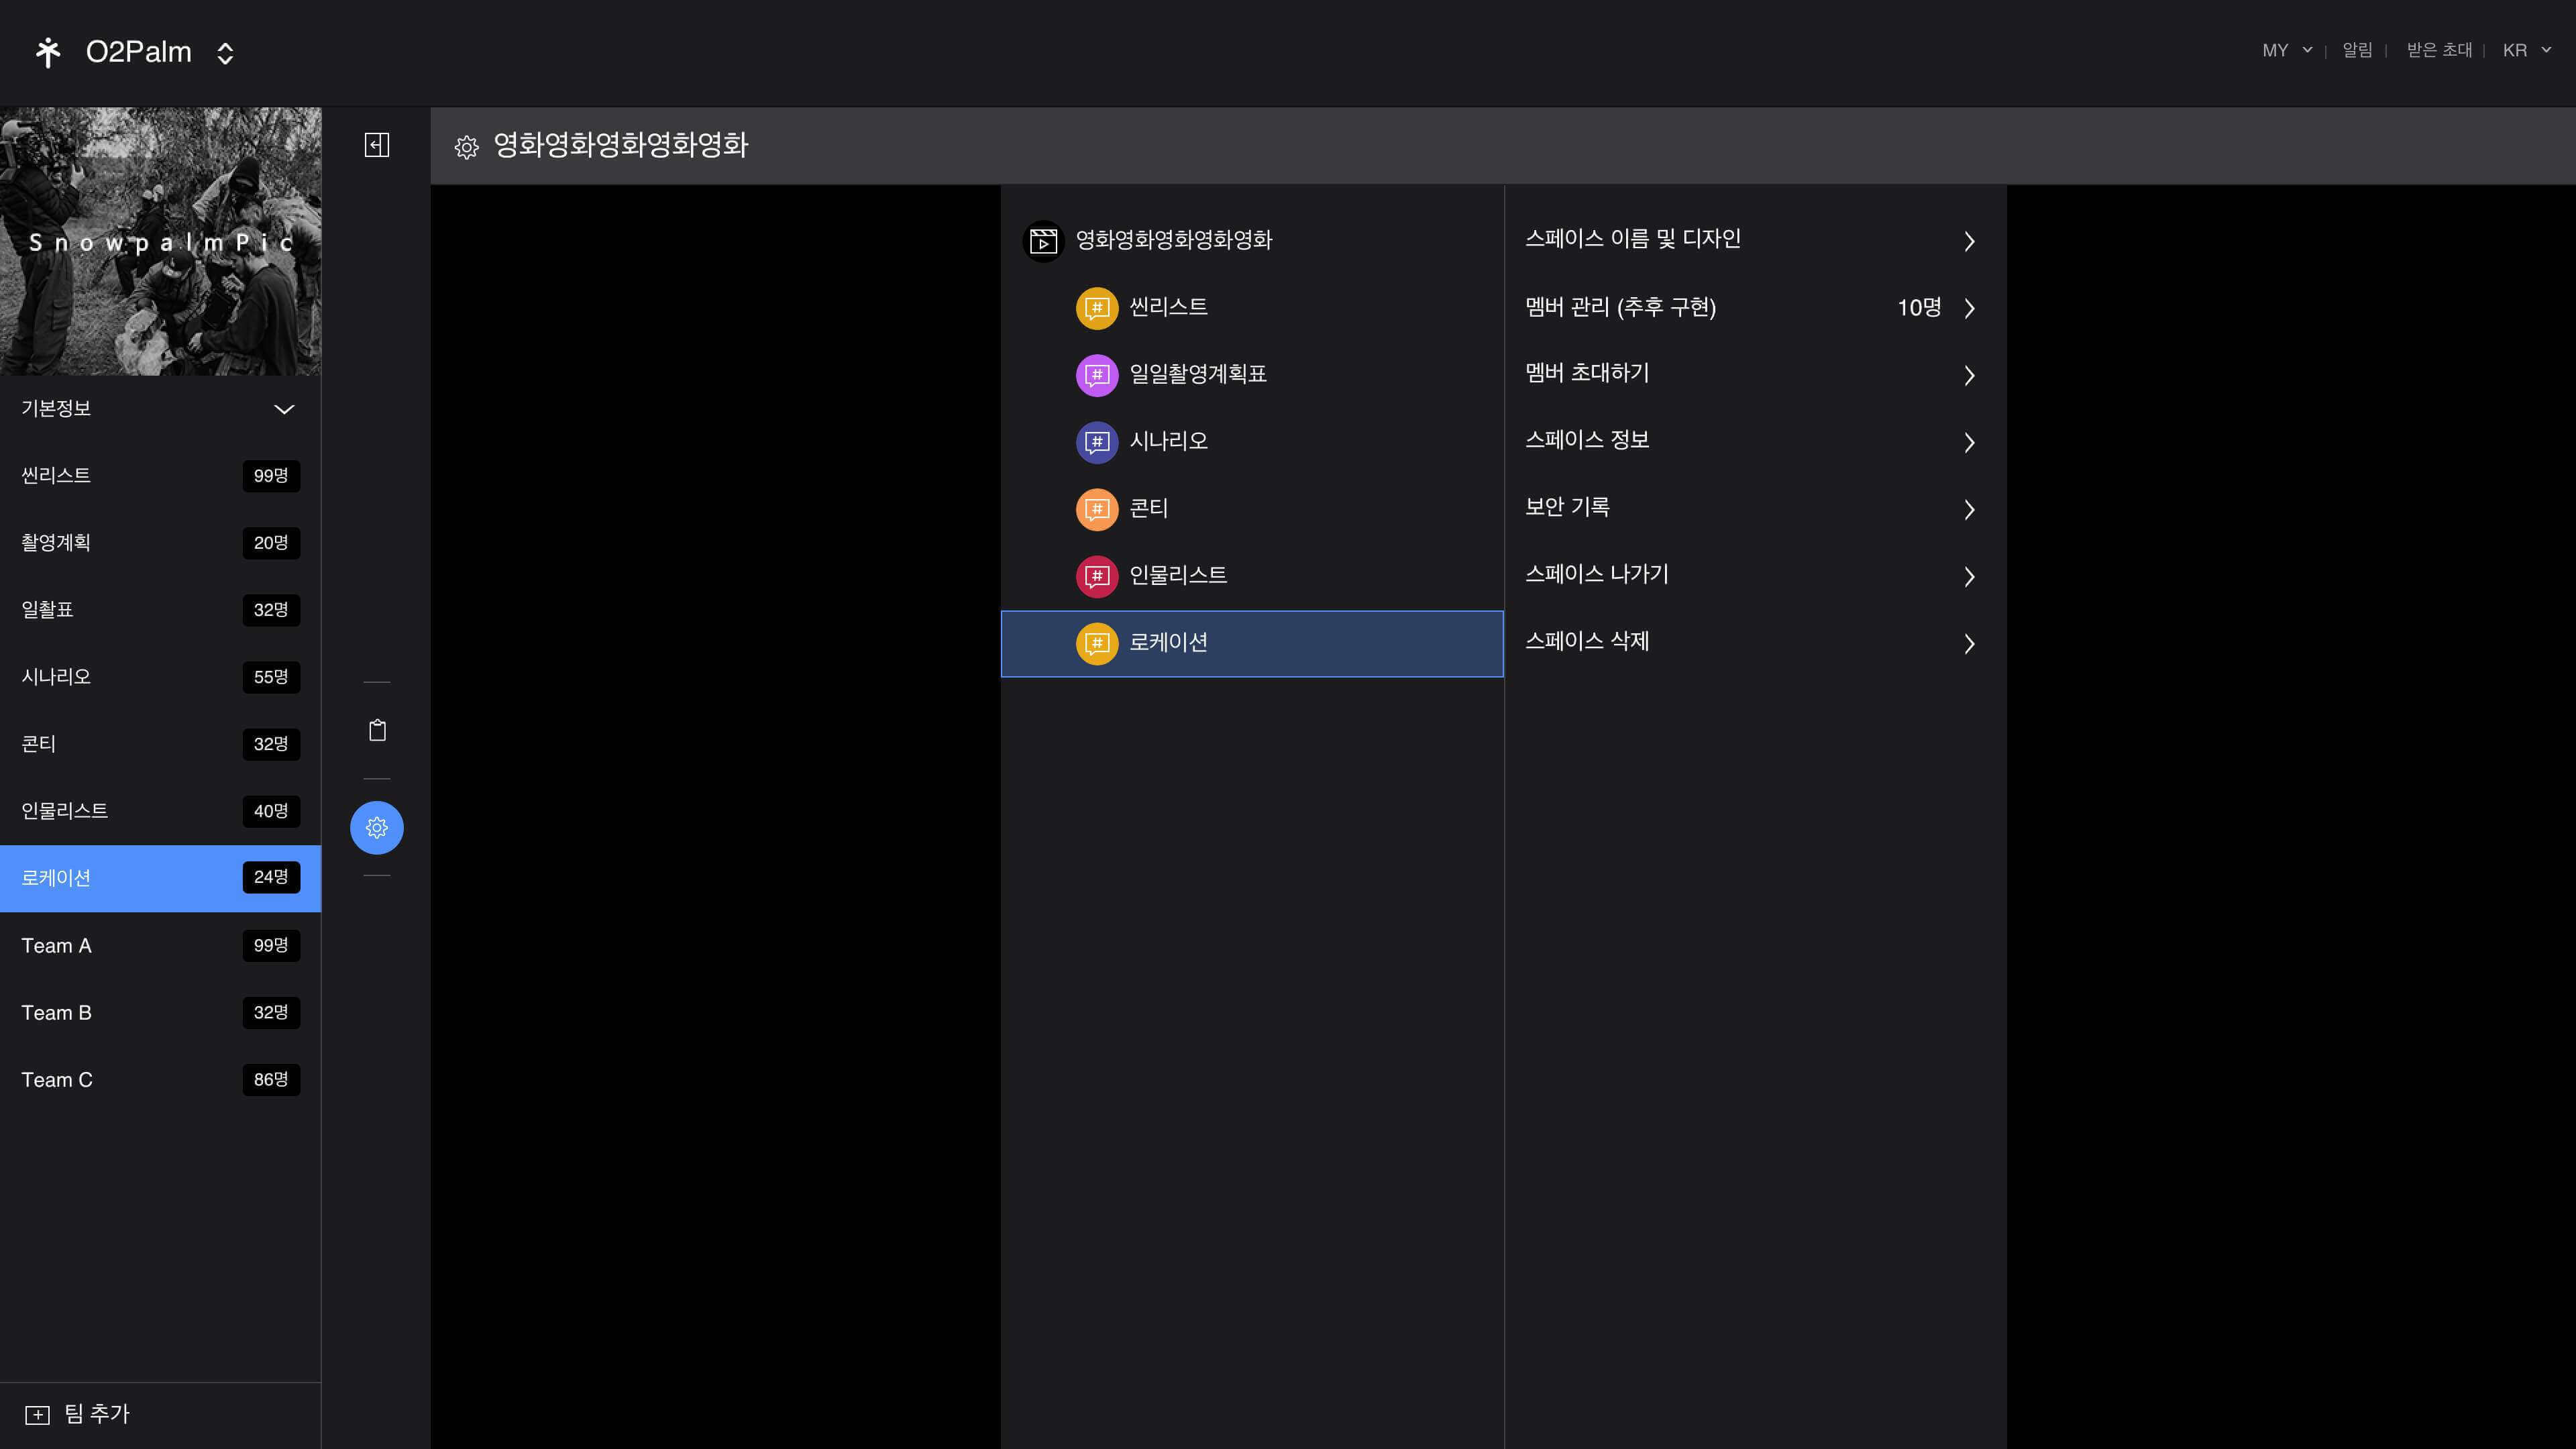 O2Palm
MY
알림
받은 초대
KR
SnowpalmPic
기본정보
씬리스트 99명
촬영계획 20명
일촬표 32명
시나리오 55명
콘티 32명
인물리스트 40명
로케이션 24명
Team A 99명
Team B 32명
Team C 86명
팀 추가
영화영화영화영화영화
영화영화영화영화영화
씬리스트
일일촬영계획표
시나리오
콘티
인물리스트
로케이션
스페이스 이름 및 디자인
멤버 관리 (추후 구현) 10명
멤버 초대하기
스페이스 정보
보안 기록
스페이스 나가기
스페이스 삭제